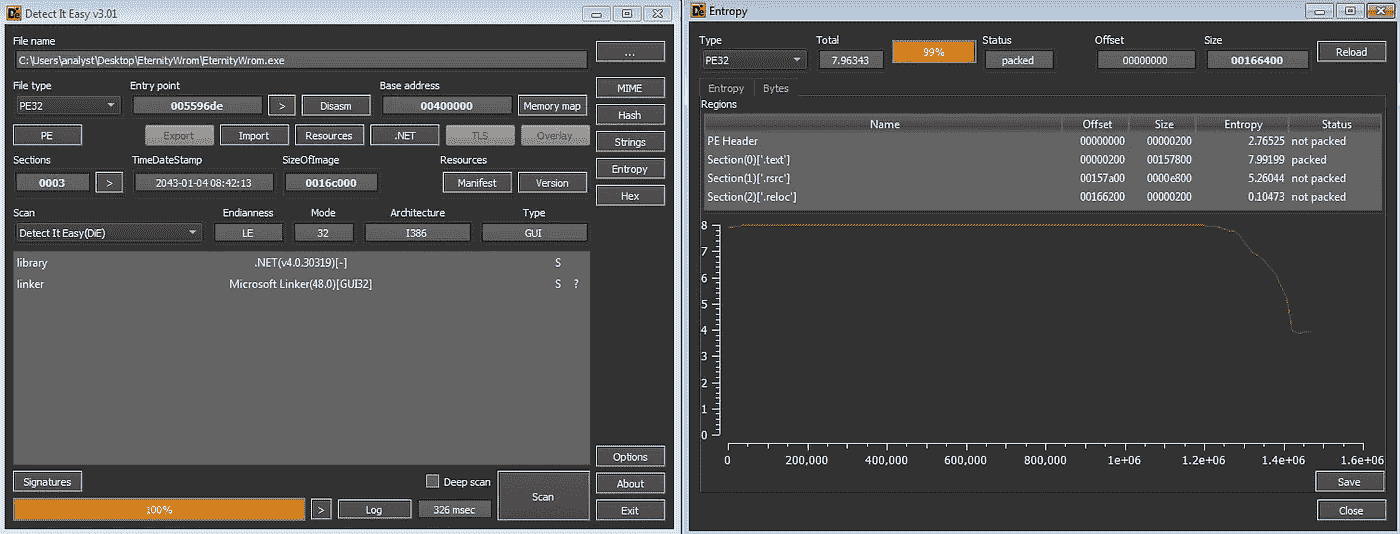 Detect It Easy v3.01
File name
C:\Users\analyst\Desktop\EternityWrom\EternityWrom.exe
...
File type Entry point Base address
PE32 005596de > Disasm 00400000 Memory map
MIME
PE Export Import Resources .NET TLS Overlay
Hash
Strings
Sections TimeDateStamp SizeOfImage Resources
Entropy
0003 > 2043-01-04 08:42:13 0016c000 Manifest Version
Hex
Scan Endianness Mode Architecture Type
Detect It Easy(DiE) LE 32 I386 GUI
library .NET(v4.0.30319)[-] S
linker Microsoft Linker(48.0)[GUI32] S ?
Options
Signatures Deep scan Scan About
100% > Log 326 msec Exit
Entropy
Type Total Status Offset Size
PE32 7.96343 99% packed 00000000 00166400 Reload
Entropy Bytes
Regions
Name Offset Size Entropy Status
PE Header 00000000 00000200 2.76525 not packed
Section(0)['.text'] 00000200 00157800 7.99199 packed
Section(1)['.rsrc'] 00157a00 0000e800 5.26044 not packed
Section(2)['.reloc'] 00166200 00000200 0.10473 not packed
8
7
6
5
4
3
2
1
0
0 200,000 400,000 600,000 800,000 1e+06 1.2e+06 1.4e+06 1.6e+06
Save
Close